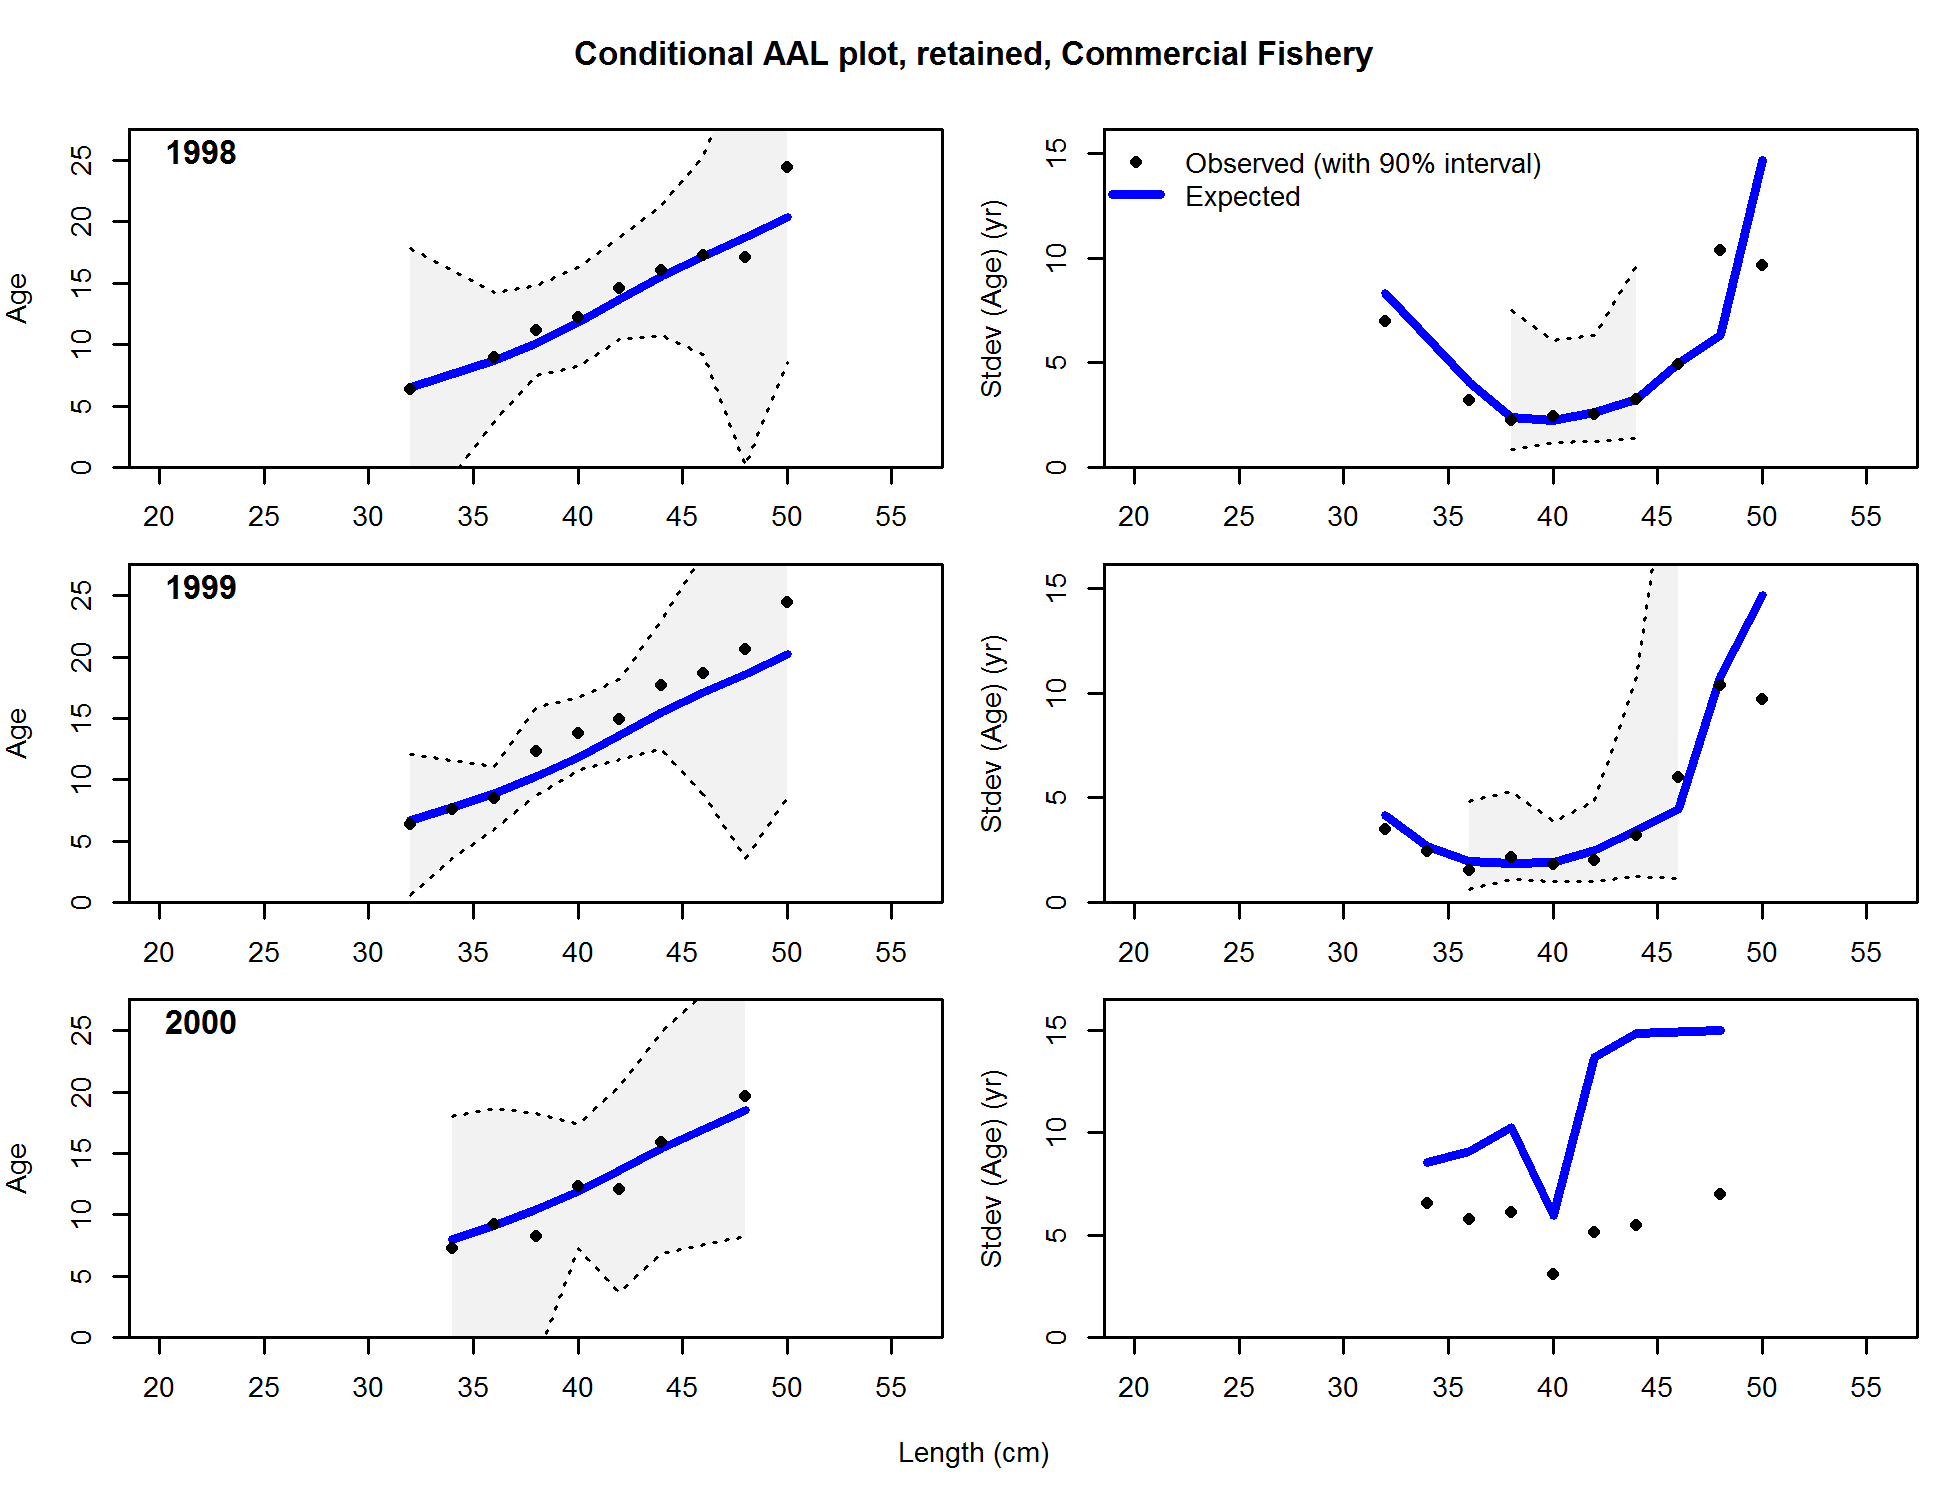 Conditional AAL plot, retained, Commercial Fishery
1998
Age
0 5 10 15 20 25
20 25 30 35 40 45 50 55
Observed (with 90% interval)
Expected
Stdev (Age) (yr)
0 5 10 15
20 25 30 35 40 45 50 55
1999
Age
0 5 10 15 20 25
20 25 30 35 40 45 50 55
Stdev (Age) (yr)
0 5 10 15
20 25 30 35 40 45 50 55
2000
Age
0 5 10 15 20 25
20 25 30 35 40 45 50 55
Stdev (Age) (yr)
0 5 10 15
20 25 30 35 40 45 50 55
Length (cm)